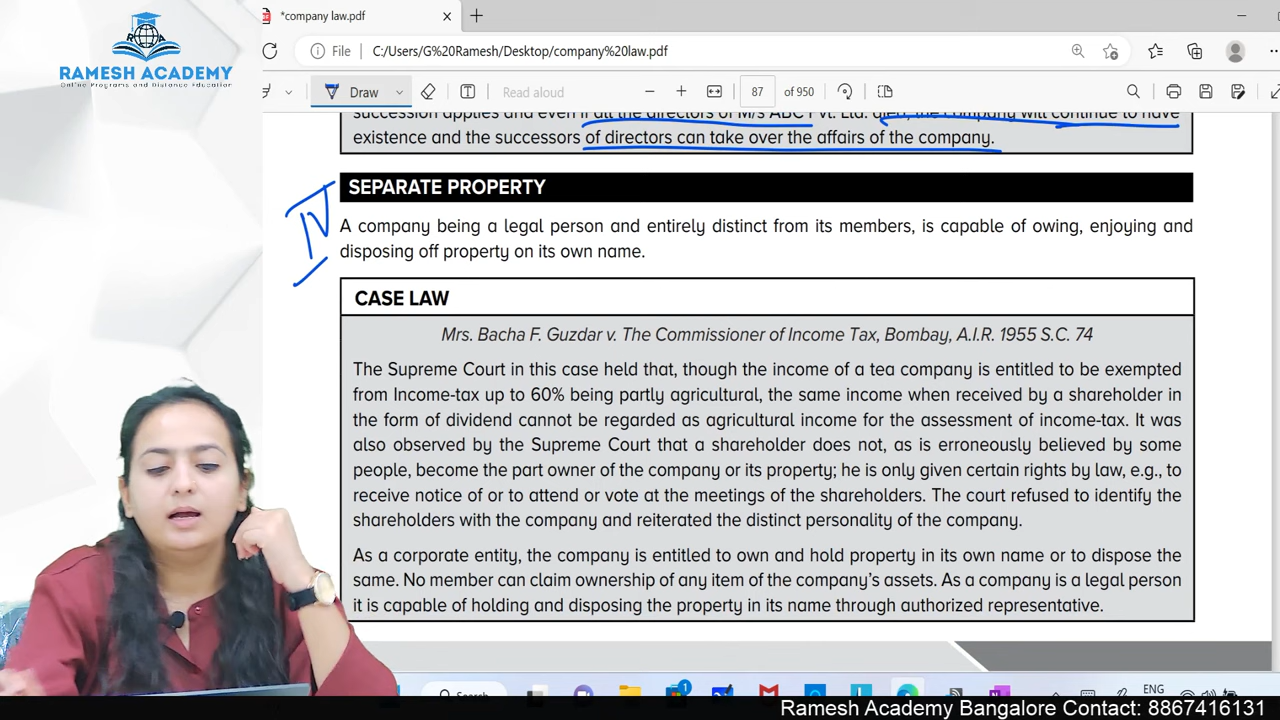 *company law.pdf
RAMESH ACADEMY
Online Programs and Distance Education
File C:/Users/G%20Ramesh/Desktop/company%20law.pdf
Draw Read aloud 87 of 950
existence and the successors of directors can take over the affairs of the company.
SEPARATE PROPERTY
IV
A company being a legal person and entirely distinct from its members, is capable of owing, enjoying and
disposing off property on its own name.
CASE LAW
Mrs. Bacha F. Guzdar v. The Commissioner of Income Tax, Bombay, A.I.R. 1955 S.C. 74
The Supreme Court in this case held that, though the income of a tea company is entitled to be exempted
from Income-tax up to 60% being partly agricultural, the same income when received by a shareholder in
the form of dividend cannot be regarded as agricultural income for the assessment of income-tax. It was
also observed by the Supreme Court that a shareholder does not, as is erroneously believed by some
people, become the part owner of the company or its property; he is only given certain rights by law, e.g., to
receive notice of or to attend or vote at the meetings of the shareholders. The court refused to identify the
shareholders with the company and reiterated the distinct personality of the company.
As a corporate entity, the company is entitled to own and hold property in its own name or to dispose the
same. No member can claim ownership of any item of the company's assets. As a company is a legal person
it is capable of holding and disposing the property in its name through authorized representative.
Search
ENG
Ramesh Academy Bangalore Contact: 8867416131